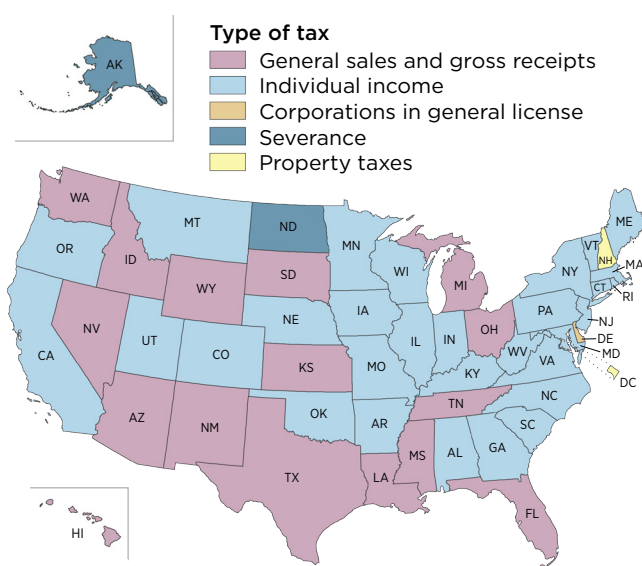 Type of tax
General sales and gross receipts
Individual income
Corporations in general license
Severance
Property taxes
AK
WA
MT
ND
MN
ME
OR
ID
WY
SD
WI
MI
NY
VT
NH
MA
CT
RI
NV
UT
CO
NE
IA
IL
IN
OH
PA
NJ
DE
MD
DC
CA
KS
MO
KY
WV
VA
AZ
NM
OK
AR
TN
NC
SC
TX
LA
MS
AL
GA
FL
HI